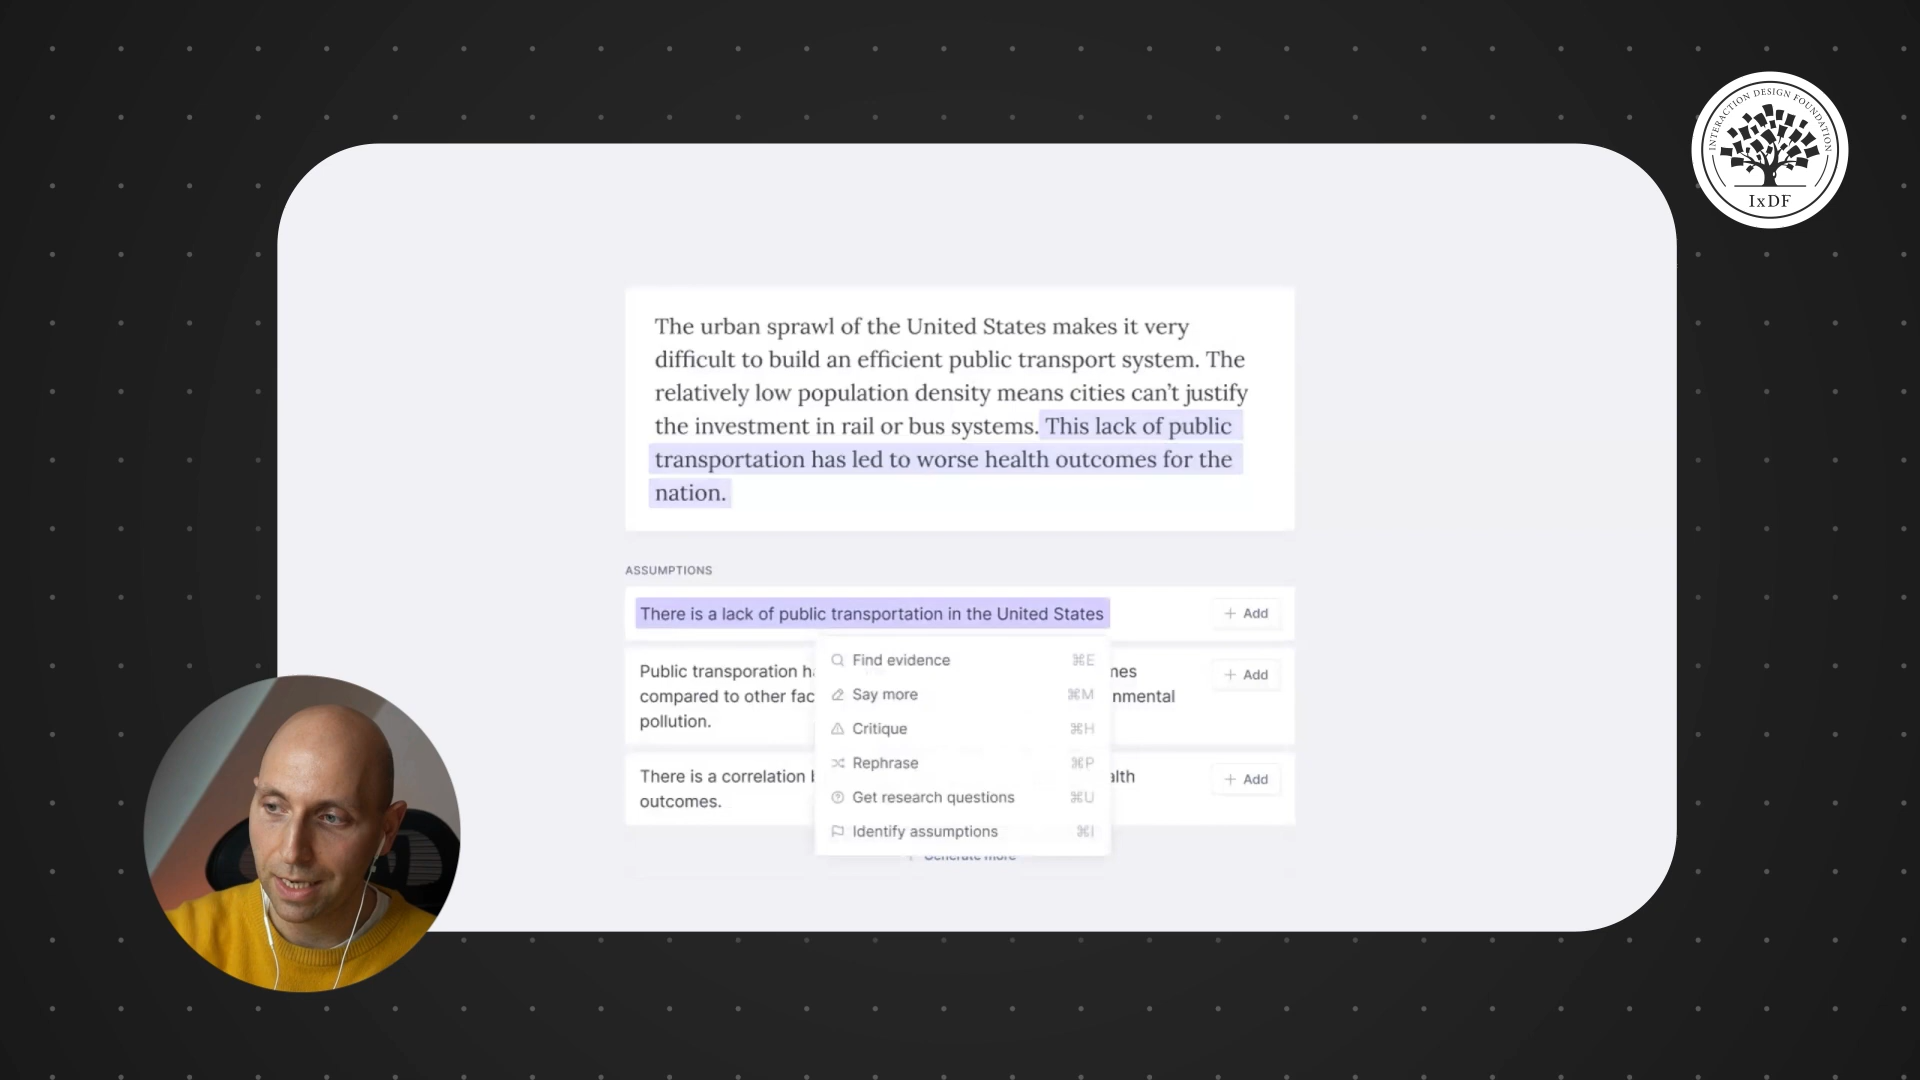 INTERACTION DESIGN FOUNDATION
IxDF
The urban sprawl of the United States makes it very
difficult to build an efficient public transport system. The
relatively low population density means cities can’t justify
the investment in rail or bus systems. This lack of public
transportation has led to worse health outcomes for the
nation.
ASSUMPTIONS
There is a lack of public transportation in the United States
+ Add
Find evidence ⌘E
Say more ⌘M
Critique ⌘H
Rephrase ⌘P
Get research questions ⌘U
Identify assumptions ⌘I
Public transporation
compared to other
pollution.
+ Add
There is a correlation
outcomes.
+ Add
Generate more